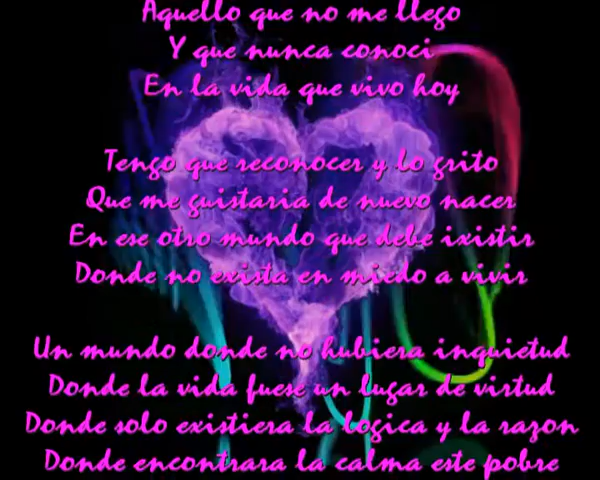 Aquello que no me llego
Y que nunca conoci
En la vida que vivo hoy
Tengo que reconocer y lo grito
Que me guistaria de nuevo nacer
En ese otro mundo que debe ixistir
Donde no exista en miedo a vivir
Un mundo donde no hubiera inquietud
Donde la vida fuese un lugar de virtud
Donde solo existiera la logica y la razon
Donde encontrara la calma este pobre